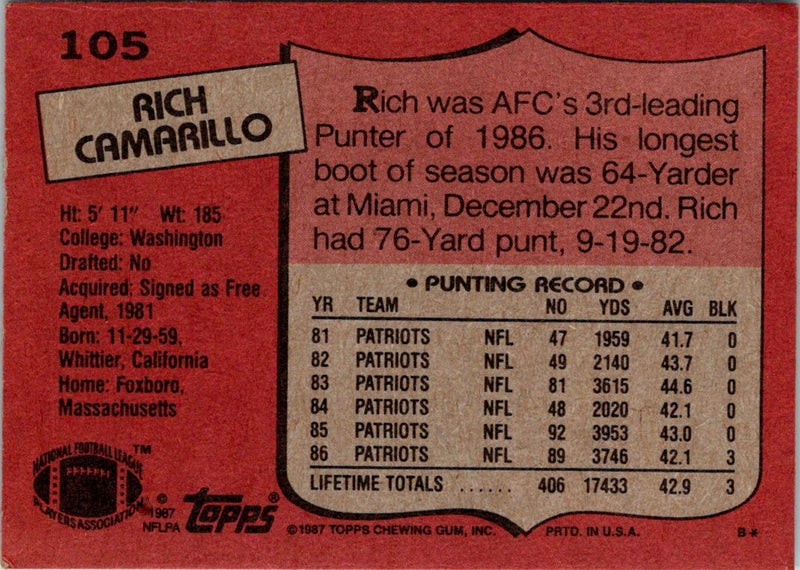 105
RICH
CAMARILLO
Ht: 5' 11" Wt: 185
College: Washington
Drafted: No
Acquired: Signed as Free
Agent, 1981
Born: 11-29-59,
Whittier, California
Home: Foxboro,
Massachusetts
NATIONAL FOOTBALL LEAGUE
PLAYERS ASSOCIATION
™
© 1987
NFLPA
topps®
Rich was AFC's 3rd-leading
Punter of 1986. His longest
boot of season was 64-Yarder
at Miami, December 22nd. Rich
had 76-Yard punt, 9-19-82.
• PUNTING RECORD •
YR TEAM NO YDS AVG BLK
81 PATRIOTS NFL 47 1959 41.7 0
82 PATRIOTS NFL 49 2140 43.7 0
83 PATRIOTS NFL 81 3615 44.6 0
84 PATRIOTS NFL 48 2020 42.1 0
85 PATRIOTS NFL 92 3953 43.0 0
86 PATRIOTS NFL 89 3746 42.1 3
LIFETIME TOTALS ...... 406 17433 42.9 3
© 1987 TOPPS CHEWING GUM, INC. PRTD. IN U.S.A. B*